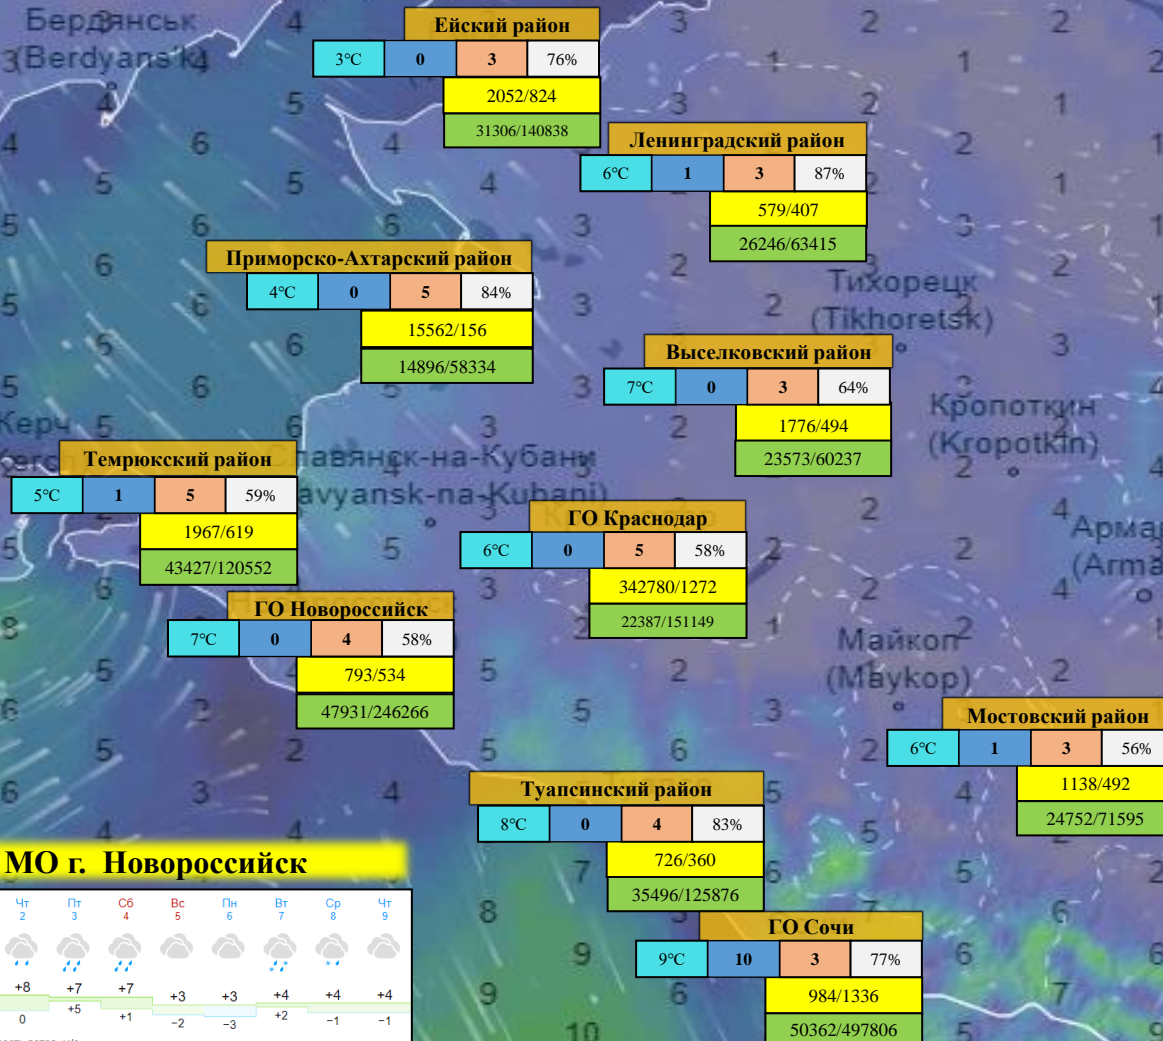 Бердянськ
(Berdyans'k)
Ейский район
3°C 0 3 76%
2052/824
31306/140838
Ленинградский район
6°C 1 3 87%
579/407
26246/63415
Приморско-Ахтарский район
4°C 0 5 84%
15562/156
14896/58334
Тихорецк
(Tikhoretsk)
Выселковский район
7°C 0 3 64%
1776/494
23573/60237
Кропоткин
(Kropotkin)
Керч
Темрюкский район
5°C 1 5 59%
1967/619
43427/120552
Славянск-на-Кубани
avyansk-na-Kubani)
ГО Краснодар
6°C 0 5 58%
342780/1272
22387/151149
Армав
(Arma
ГО Новороссийск
7°C 0 4 58%
793/534
47931/246266
Майкоп
(Maykop)
Мостовский район
6°C 1 3 56%
1138/492
24752/71595
Туапсинский район
8°C 0 4 83%
726/360
35496/125876
ГО Сочи
9°C 10 3 77%
984/1336
50362/497806
МО г. Новороссийск
Чт Пт Сб Вс Пн Вт Ср Чт
2 3 4 5 6 7 8 9
+8 +7 +7 +3 +3 +4 +4 +4
0 +5 +1 −2 −3 +2 −1 −1